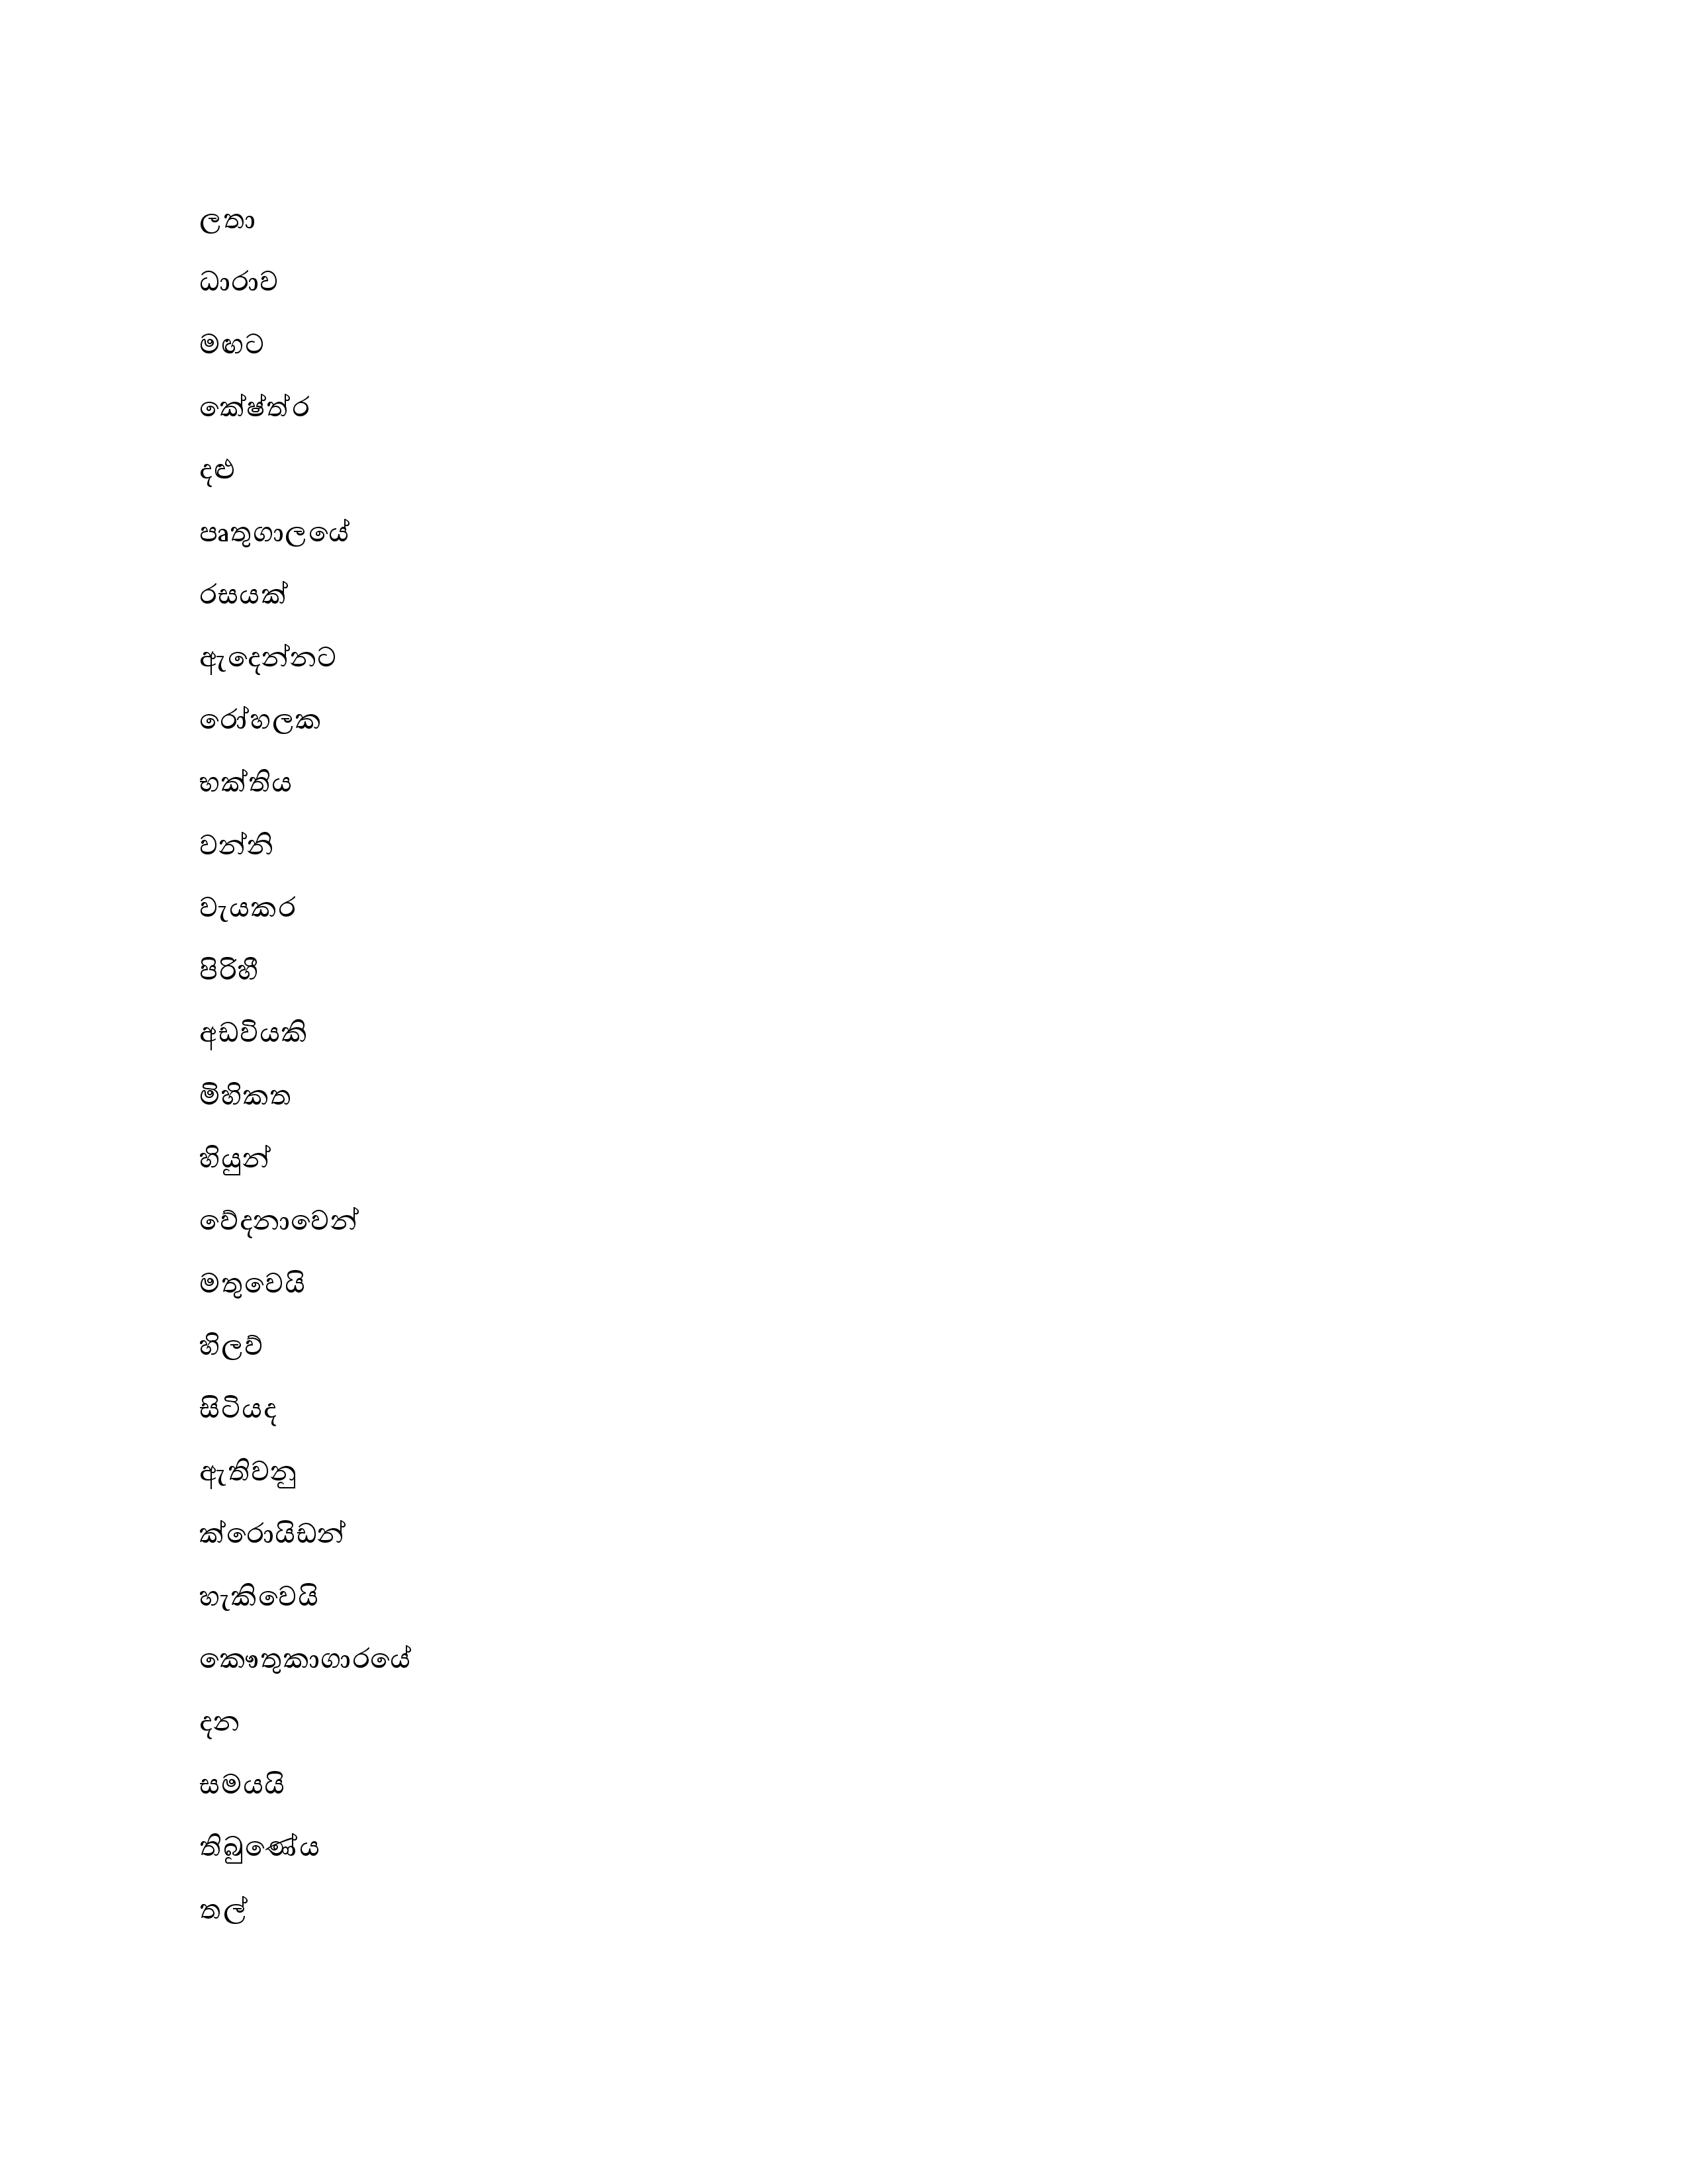 ලතා
ධාරාව
මඟට
කේෂ්ත්ර
දළු
පෘතුගාලයේ
රසයක්
ඇදෙන්නට
රෝහලක
භක්තිය
වන්නි
වැයකර
පිරිහී
අඩවියකි
මිහිකත
හියුන්
වේදනාවෙන්
මතුවෙයි
හිලව්
සිටියද
ඇතිවනු
ක්රොයිඩන්
හැකිවෙයි
කෞතුකාගාරයේ
දන
සමයයි
තිබුණේය
තල්